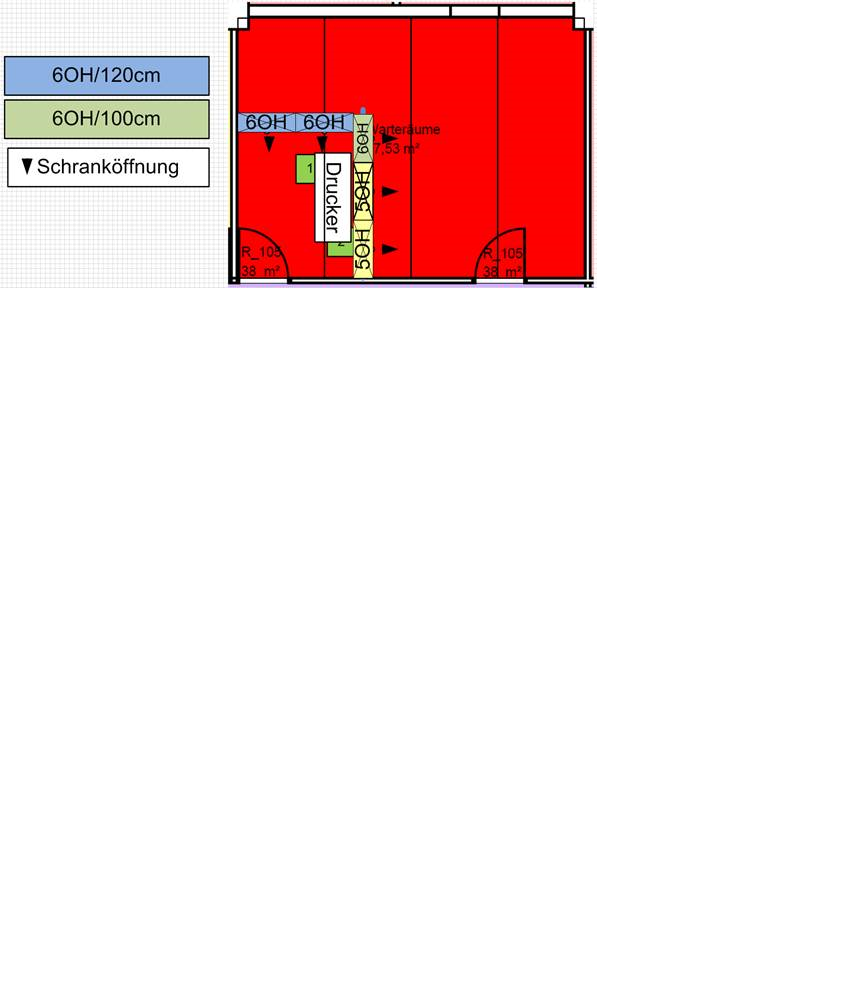 6OH/120cm
6OH/100cm
Schranköffnung
6OH 6OH
6OH
5OH
5OH
arteräume
7,53 m²
1
Drucker
2
R_105
38 m²
R_105
38 m²